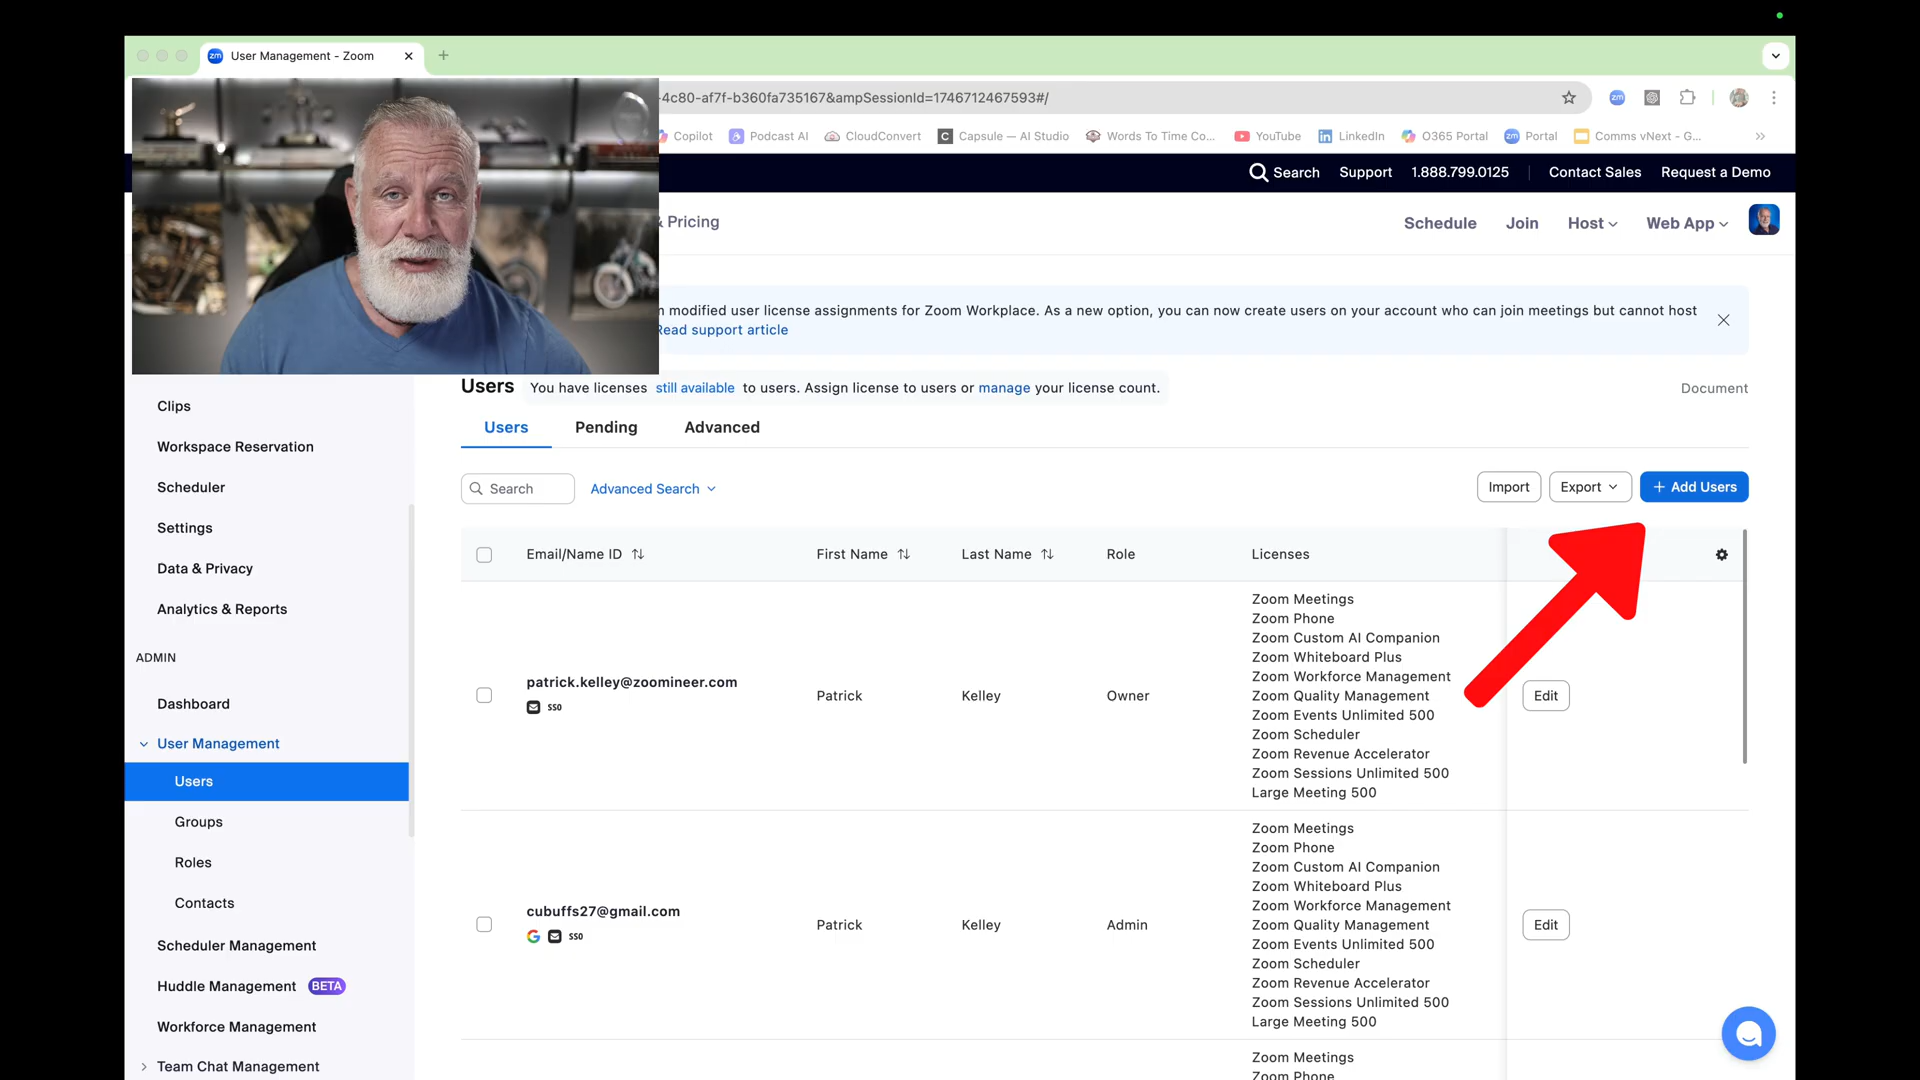 zm User Management - Zoom
-4c80-af7f-b360fa735167&ampSessionId=1746712467593#/
zm
Copilot
Podcast AI
CloudConvert
C Capsule — AI Studio
Words To Time Co...
YouTube
LinkedIn
O365 Portal
zm Portal
Comms vNext - G...
Search
Support
1.888.799.0125
Contact Sales
Request a Demo
& Pricing
Schedule
Join
Host
Web App
modified user license assignments for Zoom Workplace. As a new option, you can now create users on your account who can join meetings but cannot host
Read support article
Users
You have licenses still available to users. Assign license to users or manage your license count.
Document
Users
Pending
Advanced
Search
Advanced Search
Import
Export
+ Add Users
Email/Name ID
First Name
Last Name
Role
Licenses
patrick.kelley@zoomineer.com
SSO
Patrick
Kelley
Owner
Zoom Meetings
Zoom Phone
Zoom Custom AI Companion
Zoom Whiteboard Plus
Zoom Workforce Management
Zoom Quality Management
Zoom Events Unlimited 500
Zoom Scheduler
Zoom Revenue Accelerator
Zoom Sessions Unlimited 500
Large Meeting 500
Edit
cubuffs27@gmail.com
G
SSO
Patrick
Kelley
Admin
Zoom Meetings
Zoom Phone
Zoom Custom AI Companion
Zoom Whiteboard Plus
Zoom Workforce Management
Zoom Quality Management
Zoom Events Unlimited 500
Zoom Scheduler
Zoom Revenue Accelerator
Zoom Sessions Unlimited 500
Large Meeting 500
Edit
Zoom Meetings
Zoom Phone
Clips
Workspace Reservation
Scheduler
Settings
Data & Privacy
Analytics & Reports
ADMIN
Dashboard
User Management
Users
Groups
Roles
Contacts
Scheduler Management
Huddle Management BETA
Workforce Management
Team Chat Management